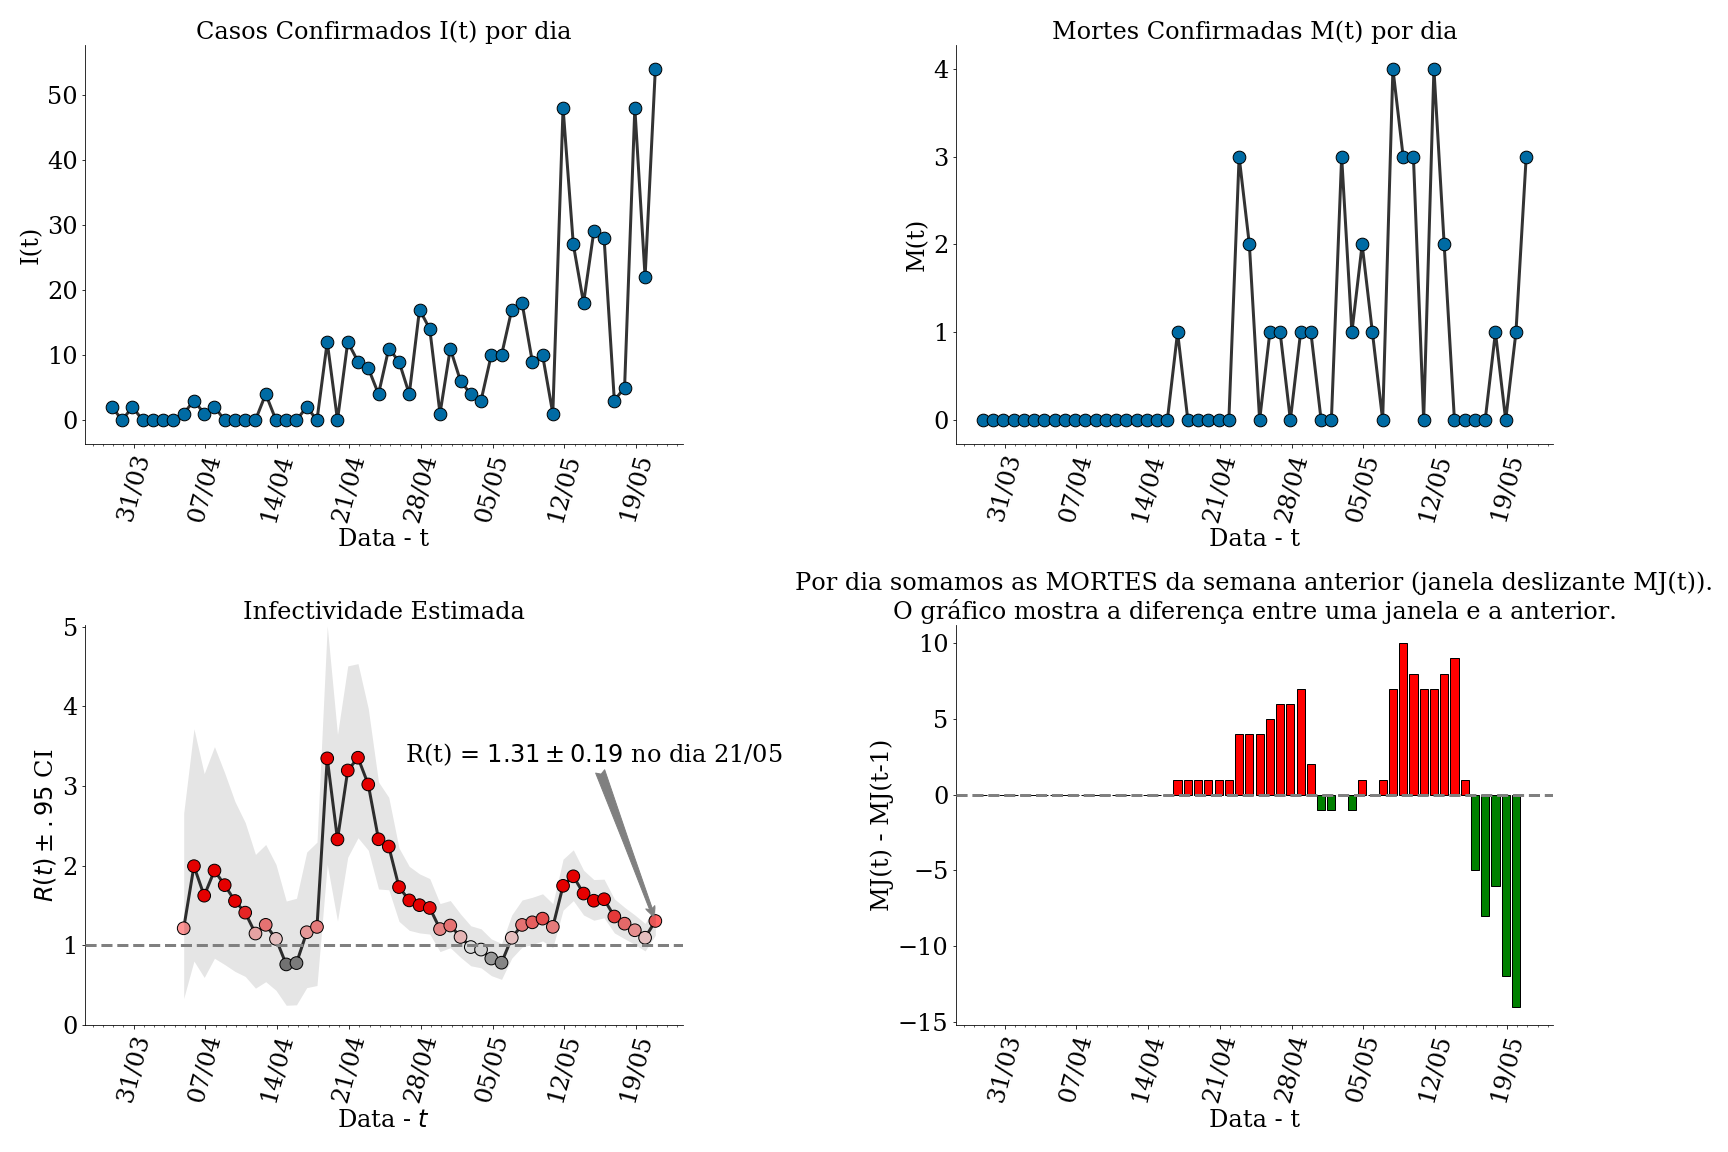 Casos Confirmados I(t) por dia
I(t)
50
40
30
20
10
0
31/03 07/04 14/04 21/04 28/04 05/05 12/05 19/05
Data - t
Mortes Confirmadas M(t) por dia
M(t)
4
3
2
1
0
31/03 07/04 14/04 21/04 28/04 05/05 12/05 19/05
Data - t
Infectividade Estimada
R(t) ± .95 CI
5
4
3
2
1
0
R(t) = 1.31 ± 0.19 no dia 21/05
31/03 07/04 14/04 21/04 28/04 05/05 12/05 19/05
Data - t
Por dia somamos as MORTES da semana anterior (janela deslizante MJ(t)).
O gráfico mostra a diferença entre uma janela e a anterior.
MJ(t) - MJ(t-1)
10
5
0
−5
−10
−15
31/03 07/04 14/04 21/04 28/04 05/05 12/05 19/05
Data - t